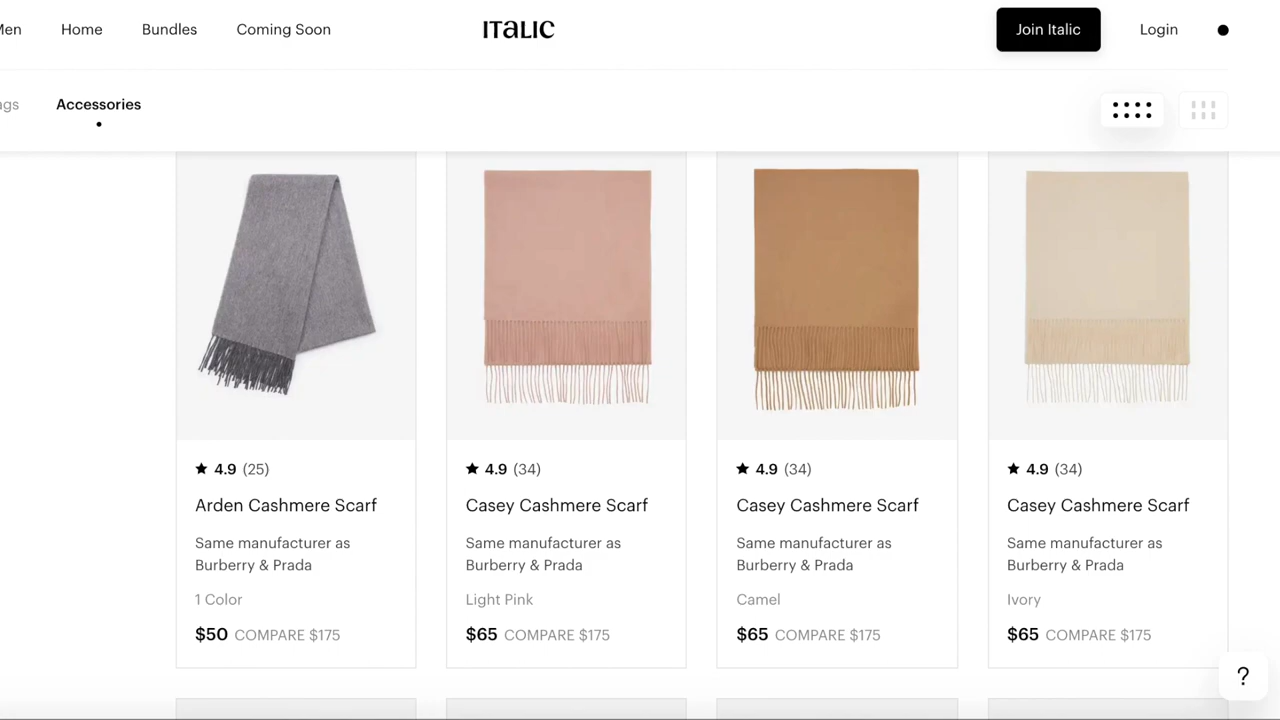 Men Home Bundles Coming Soon ITALIC Join Italic Login
ags Accessories
4.9 (25)
Arden Cashmere Scarf
Same manufacturer as
Burberry & Prada
1 Color
$50 COMPARE $175
4.9 (34)
Casey Cashmere Scarf
Same manufacturer as
Burberry & Prada
Light Pink
$65 COMPARE $175
4.9 (34)
Casey Cashmere Scarf
Same manufacturer as
Burberry & Prada
Camel
$65 COMPARE $175
4.9 (34)
Casey Cashmere Scarf
Same manufacturer as
Burberry & Prada
Ivory
$65 COMPARE $175
?